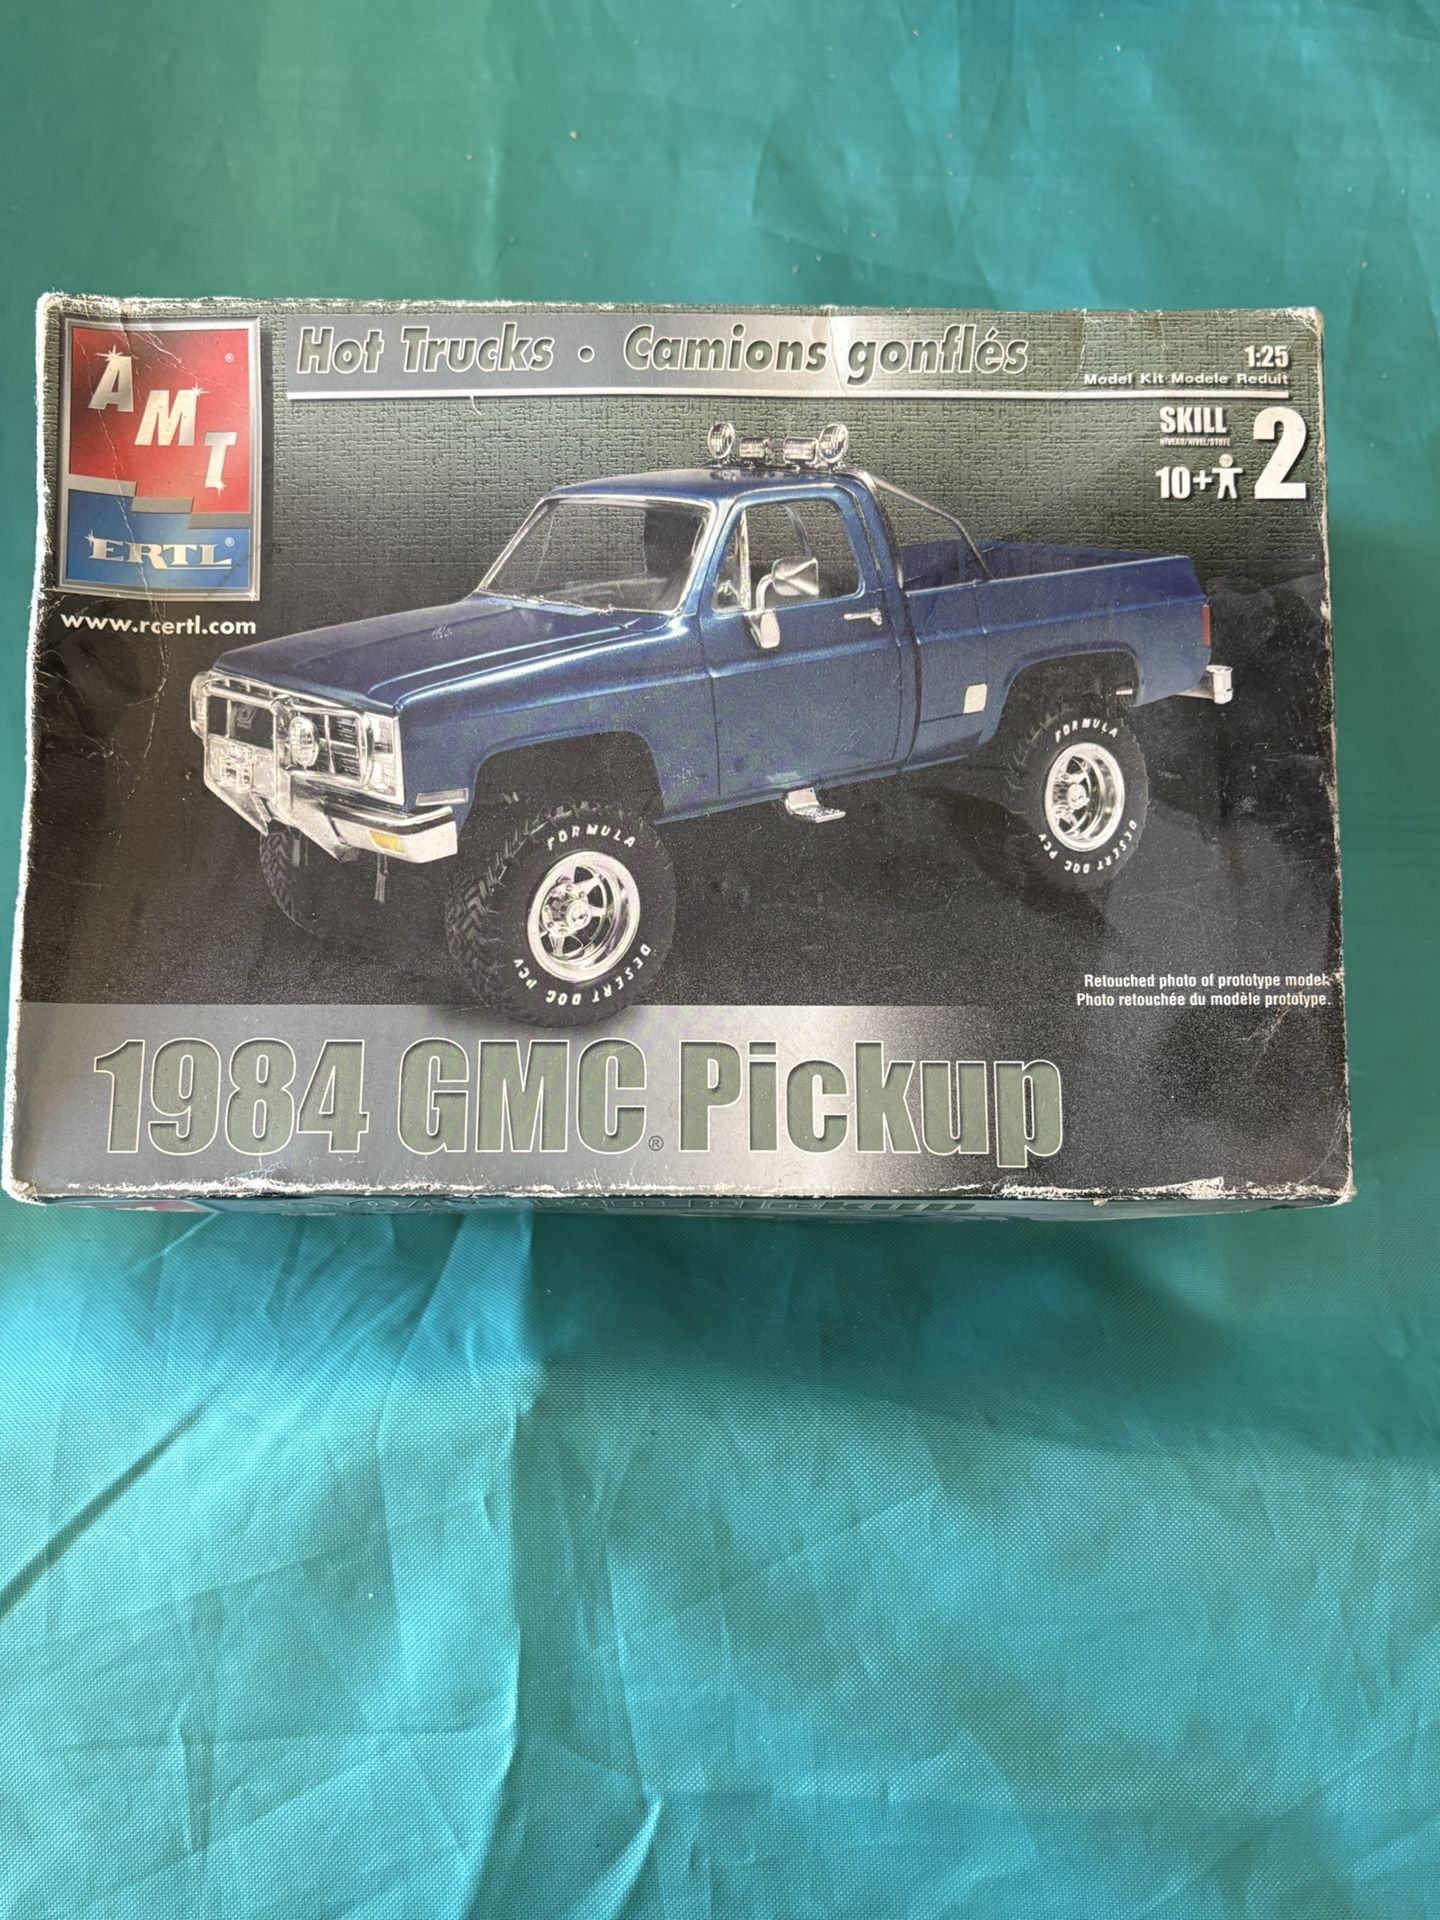 AMT®
ERTL®
www.rcertl.com
Hot Trucks • Camions gonflés
1:25
Model Kit Modele Reduit
SKILL 2
NIVEAU/NIVEL/STUFE
10+
FORMULA
DESERT DOG PCV
FORMULA
DESERT DOG PCV
Retouched photo of prototype model.
Photo retouchée du modèle prototype.
1984 GMC® Pickup
Pickup